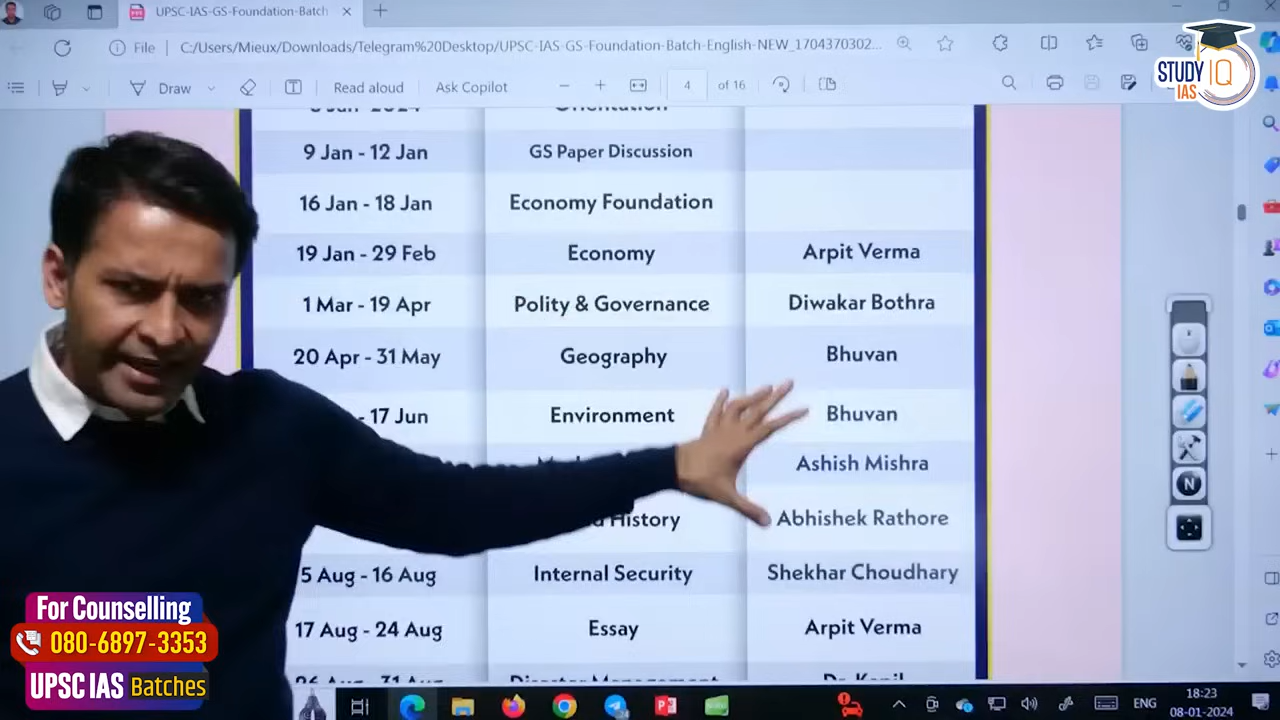 UPSC-IAS-GS-Foundation-Batch
File
C:/Users/Mieux/Downloads/Telegram%20Desktop/UPSC-IAS-GS-Foundation-Batch-English-NEW_1704370302...
Draw
Read aloud
Ask Copilot
4
of 16
STUDY IQ
IAS
Orientation
9 Jan - 12 Jan GS Paper Discussion
16 Jan - 18 Jan Economy Foundation
19 Jan - 29 Feb Economy Arpit Verma
1 Mar - 19 Apr Polity & Governance Diwakar Bothra
20 Apr - 31 May Geography Bhuvan
- 17 Jun Environment Bhuvan
Ashish Mishra
History Abhishek Rathore
5 Aug - 16 Aug Internal Security Shekhar Choudhary
17 Aug - 24 Aug Essay Arpit Verma
N
For Counselling
080-6897-3353
UPSC IAS Batches
ENG
18:23
08-01-2024